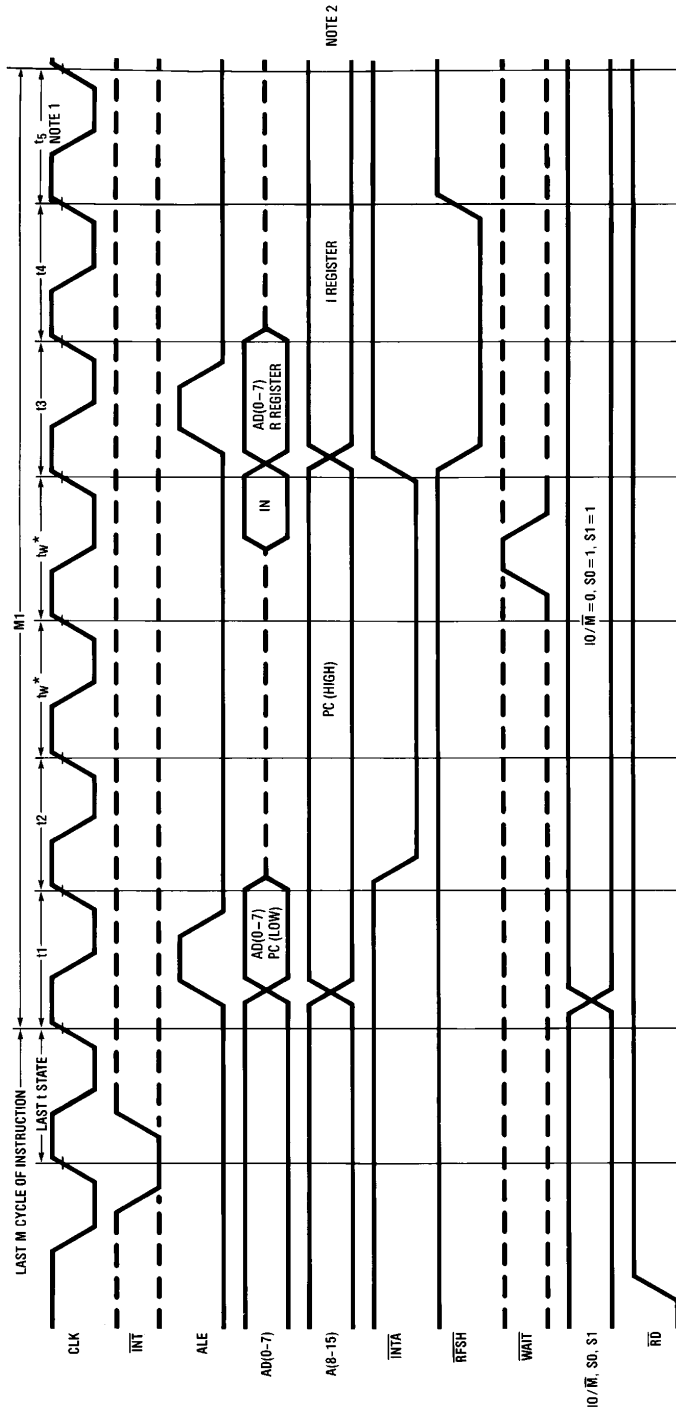 LAST M CYCLE OF INSTRUCTION
M1
LAST t STATE
t1
t2
tw*
tw*
t3
t4
t5
NOTE 1
CLK
INT
ALE
AD(0-7)
AD(0–7)
PC (LOW)
IN
AD(0–7)
R REGISTER
A(8-15)
PC (HIGH)
I REGISTER
NOTE 2
INTA
RFSH
WAIT
IO/M, S0, S1
IO/M = 0, S0 = 1, S1 = 1
RD